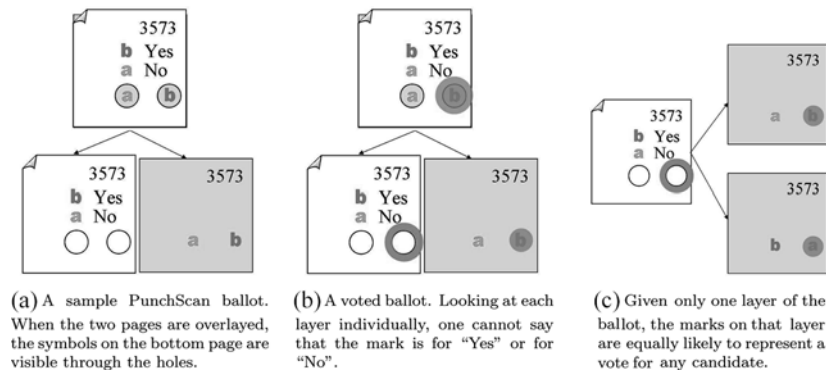 3573
b Yes
a No
a b
3573
b Yes
a No
3573
a b
(a) A sample PunchScan ballot.
When the two pages are overlayed,
the symbols on the bottom page are
visible through the holes.
3573
b Yes
a No
a b
3573
b Yes
a No
3573
a b
(b) A voted ballot. Looking at each
layer individually, one cannot say
that the mark is for “Yes” or for
“No”.
3573
b Yes
a No
3573
a b
3573
b a
(c) Given only one layer of the
ballot, the marks on that layer
are equally likely to represent a
vote for any candidate.